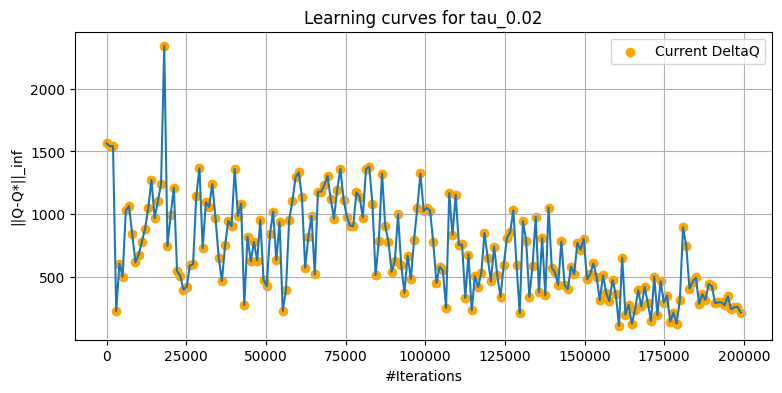 Learning curves for tau_0.02
Current DeltaQ
||Q-Q*||_inf
2000
1500
1000
500
0 25000 50000 75000 100000 125000 150000 175000 200000
#Iterations